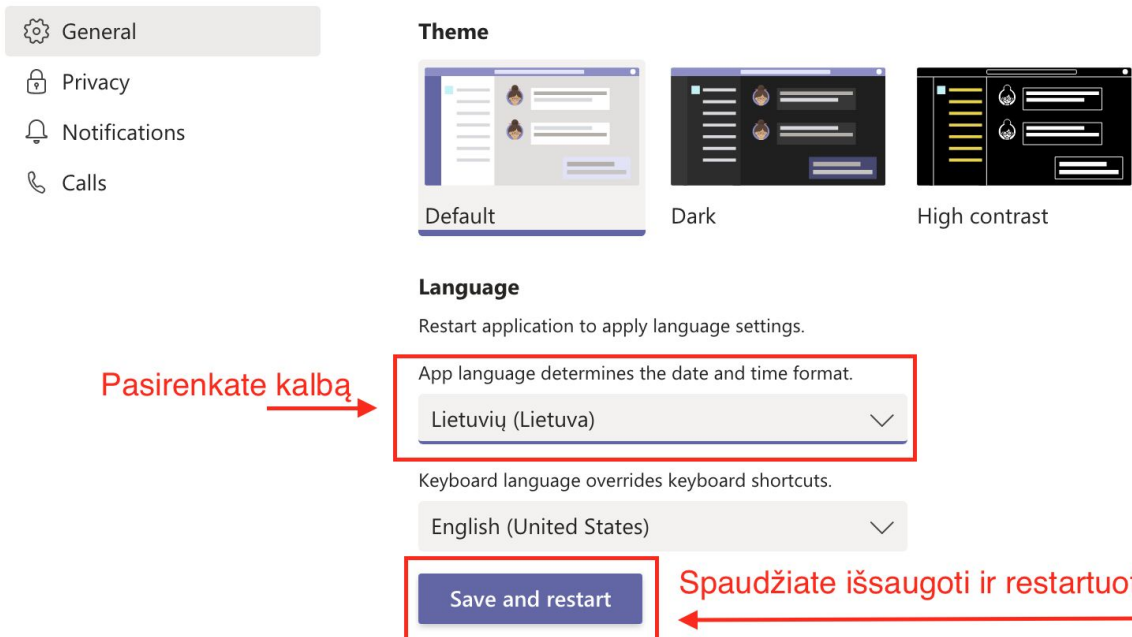 General
Privacy
Notifications
Calls
Theme
Default
Dark
High contrast
Language
Restart application to apply language settings.
Pasirenkate kalbą
App language determines the date and time format.
Lietuvių (Lietuva)
Keyboard language overrides keyboard shortcuts.
English (United States)
Save and restart
Spaudžiate išsaugoti ir